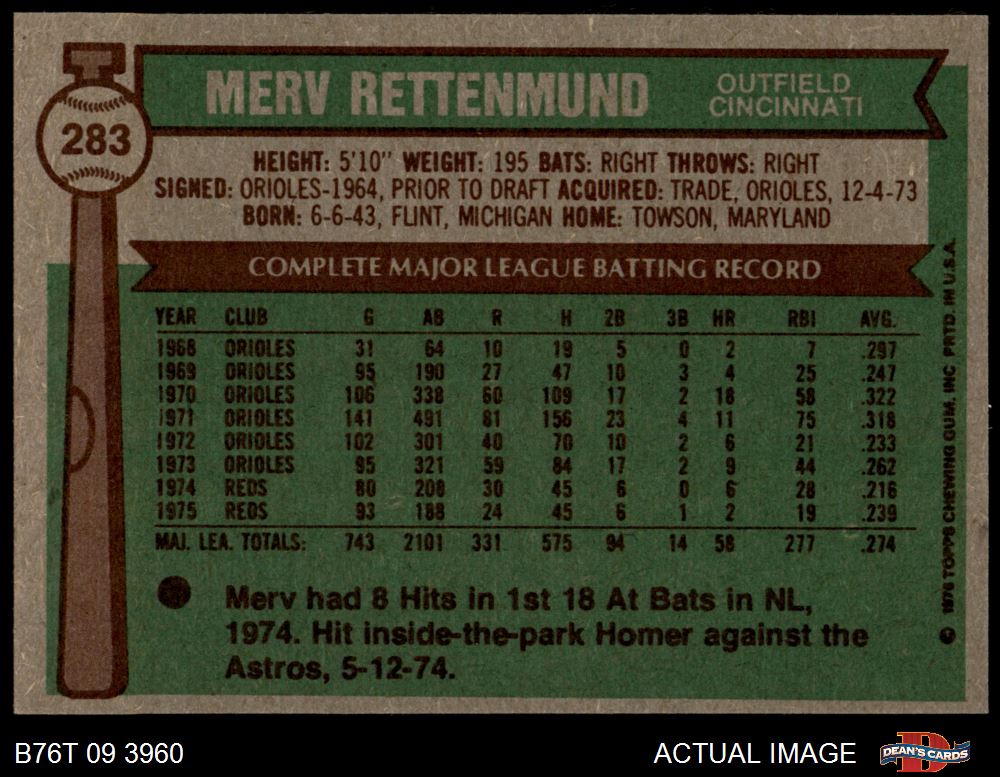 MERV RETTENMUND
OUTFIELD
CINCINNATI
283
HEIGHT: 5'10" WEIGHT: 195 BATS: RIGHT THROWS: RIGHT
SIGNED: ORIOLES-1964, PRIOR TO DRAFT ACQUIRED: TRADE, ORIOLES, 12-4-73
BORN: 6-6-43, FLINT, MICHIGAN HOME: TOWSON, MARYLAND
COMPLETE MAJOR LEAGUE BATTING RECORD
YEAR CLUB G AB R H 2B 3B HR RBI AVG.
1968 ORIOLES 31 64 10 19 5 0 2 7 .297
1969 ORIOLES 95 190 27 47 10 3 4 25 .247
1970 ORIOLES 106 338 60 109 17 2 18 58 .322
1971 ORIOLES 141 491 81 156 23 4 11 75 .318
1972 ORIOLES 102 301 40 70 10 2 6 21 .233
1973 ORIOLES 95 321 59 84 17 2 9 44 .262
1974 REDS 80 208 30 45 6 0 6 28 .216
1975 REDS 93 188 24 45 6 1 2 19 .239
MAJ. LEA. TOTALS: 743 2101 331 575 94 14 58 277 .274
Merv had 8 Hits in 1st 18 At Bats in NL,
1974. Hit inside-the-park Homer against the
Astros, 5-12-74.
© 1976 TOPPS CHEWING GUM, INC PRTD. IN U.S.A.
B76T 09 3960
ACTUAL IMAGE
DEAN'S CARDS